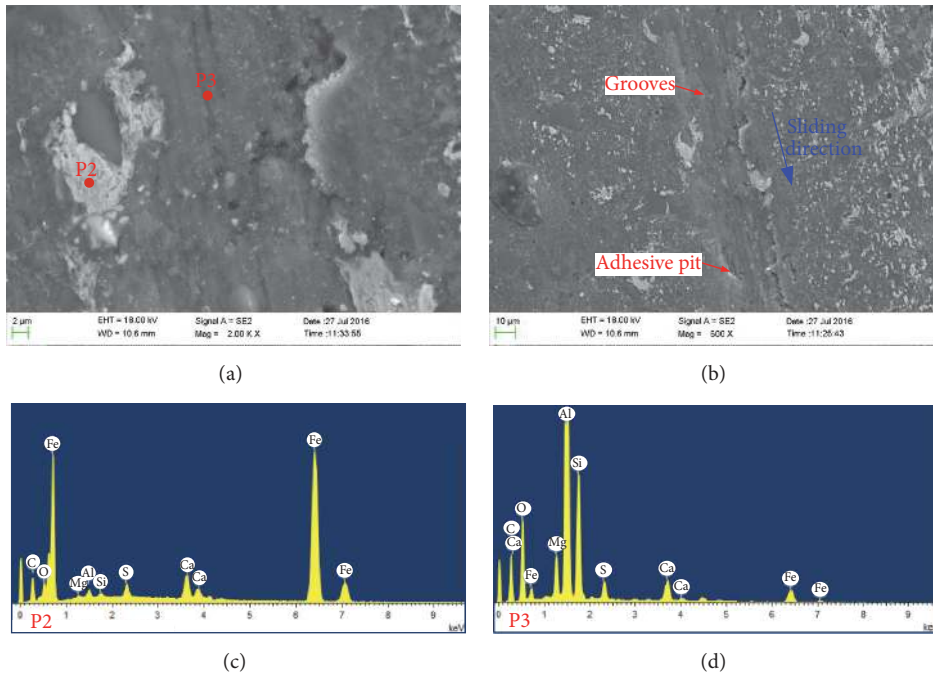 P3
P2
2 µm
EHT = 18.00 kV
WD = 10.6 mm
Signal A = SE2
Mag = 2.00 K X
Date :27 Jul 2016
Time :11:33:55
(a)
Grooves
Sliding
direction
Adhesive pit
10 µm
EHT = 18.00 kV
WD = 10.6 mm
Signal A = SE2
Mag = 500 X
Date :27 Jul 2016
Time :11:25:43
(b)
Fe
Fe
C
O
Mg
Al
Si
S
Ca
Ca
Fe
0 1 2 3 4 5 6 7 8 9
keV
P2
(c)
Al
Si
O
C
Ca
Fe
Mg
S
Ca
Ca
Fe
Fe
0 1 2 3 4 5 6 7 8 9
keV
P3
(d)